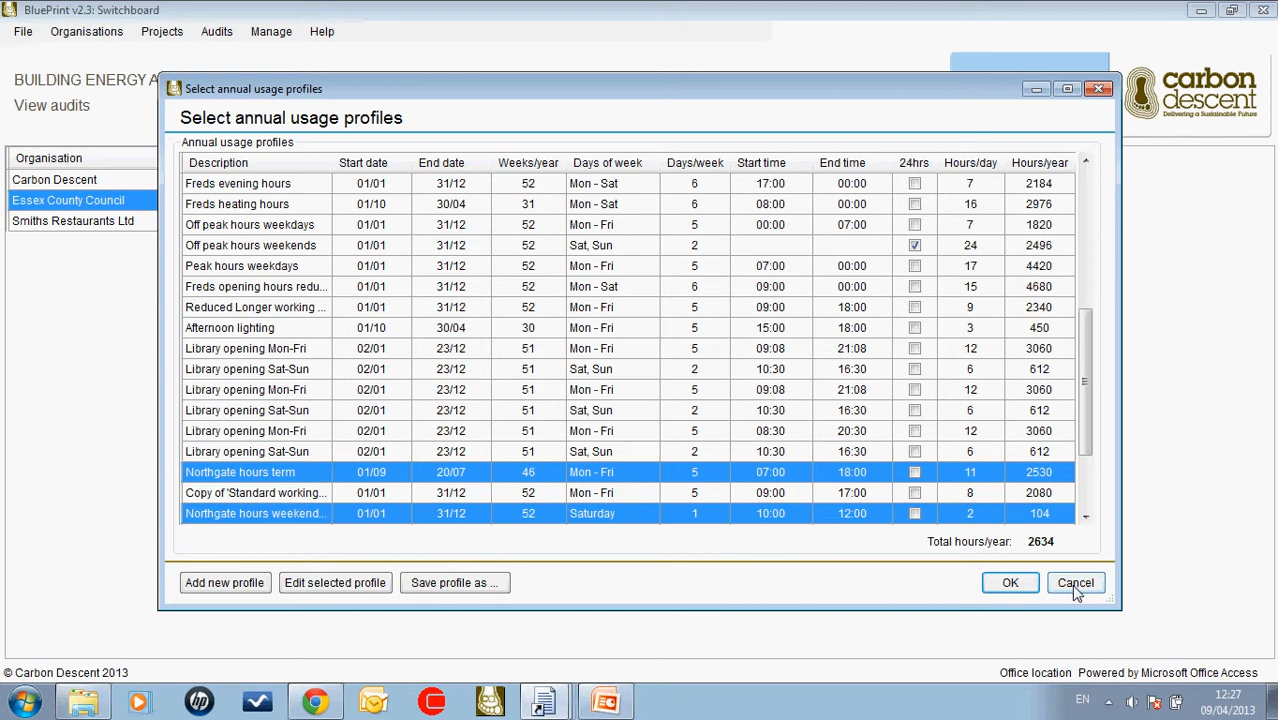 BluePrint v2.3: Switchboard
File Organisations Projects Audits Manage Help
BUILDING ENERGY A
View audits
carbon
descent
Delivering a Sustainable Future
Organisation
Carbon Descent
Essex County Council
Smiths Restaurants Ltd
Select annual usage profiles
Select annual usage profiles
Annual usage profiles
Description Start date End date Weeks/year Days of week Days/week Start time End time 24hrs Hours/day Hours/year
Freds evening hours 01/01 31/12 52 Mon - Sat 6 17:00 00:00 7 2184
Freds heating hours 01/10 30/04 31 Mon - Sat 6 08:00 00:00 16 2976
Off peak hours weekdays 01/01 31/12 52 Mon - Fri 5 00:00 07:00 7 1820
Off peak hours weekends 01/01 31/12 52 Sat, Sun 2 24 2496
Peak hours weekdays 01/01 31/12 52 Mon - Fri 5 07:00 00:00 17 4420
Freds opening hours redu... 01/01 31/12 52 Mon - Sat 6 09:00 00:00 15 4680
Reduced Longer working ... 01/01 31/12 52 Mon - Fri 5 09:00 18:00 9 2340
Afternoon lighting 01/10 30/04 30 Mon - Fri 5 15:00 18:00 3 450
Library opening Mon-Fri 02/01 23/12 51 Mon - Fri 5 09:08 21:08 12 3060
Library opening Sat-Sun 02/01 23/12 51 Sat, Sun 2 10:30 16:30 6 612
Library opening Mon-Fri 02/01 23/12 51 Mon - Fri 5 09:08 21:08 12 3060
Library opening Sat-Sun 02/01 23/12 51 Sat, Sun 2 10:30 16:30 6 612
Library opening Mon-Fri 02/01 23/12 51 Mon - Fri 5 08:30 20:30 12 3060
Library opening Sat-Sun 02/01 23/12 51 Sat, Sun 2 10:30 16:30 6 612
Northgate hours term 01/09 20/07 46 Mon - Fri 5 07:00 18:00 11 2530
Copy of 'Standard working... 01/01 31/12 52 Mon - Fri 5 09:00 17:00 8 2080
Northgate hours weekend... 01/01 31/12 52 Saturday 1 10:00 12:00 2 104
Total hours/year: 2634
Add new profile Edit selected profile Save profile as ... OK Cancel
© Carbon Descent 2013 Office location Powered by Microsoft Office Access
EN 12:27
09/04/2013